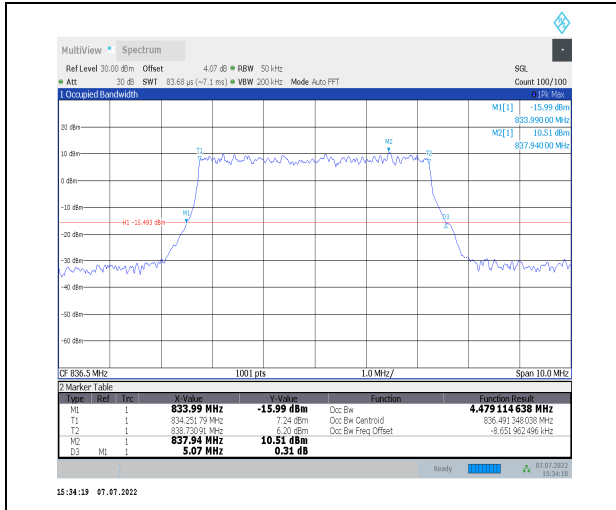 MultiView Spectrum
Ref Level 30.00 dBm Offset 4.07 dB RBW 50 kHz SGL
Att 30 dB SWT 83.68 µs (~7.1 ms) VBW 200 kHz Mode Auto FFT Count 100/100
1 Occupied Bandwidth 1Pk Max
M1[1] -15.99 dBm
833.990 00 MHz
M2[1] 10.51 dBm
837.940 00 MHz
20 dBm
M2
T1 T2
10 dBm
0 dBm
-10 dBm
M1 D3
H1 -15.493 dBm
-20 dBm
-30 dBm
-40 dBm
-50 dBm
-60 dBm
CF 836.5 MHz 1001 pts 1.0 MHz/ Span 10.0 MHz
2 Marker Table
Type Ref Trc X-Value Y-Value Function Function Result
M1 1 833.99 MHz -15.99 dBm Occ Bw 4.479 114 638 MHz
T1 1 834.251 79 MHz 7.24 dBm Occ Bw Centroid 836.491 348 038 MHz
T2 1 838.730 91 MHz 6.20 dBm Occ Bw Freq Offset -8.651 962 496 kHz
M2 1 837.94 MHz 10.51 dBm
D3 M1 1 5.07 MHz 0.31 dB
Ready 07.07.2022
15:34:18
15:34:19 07.07.2022